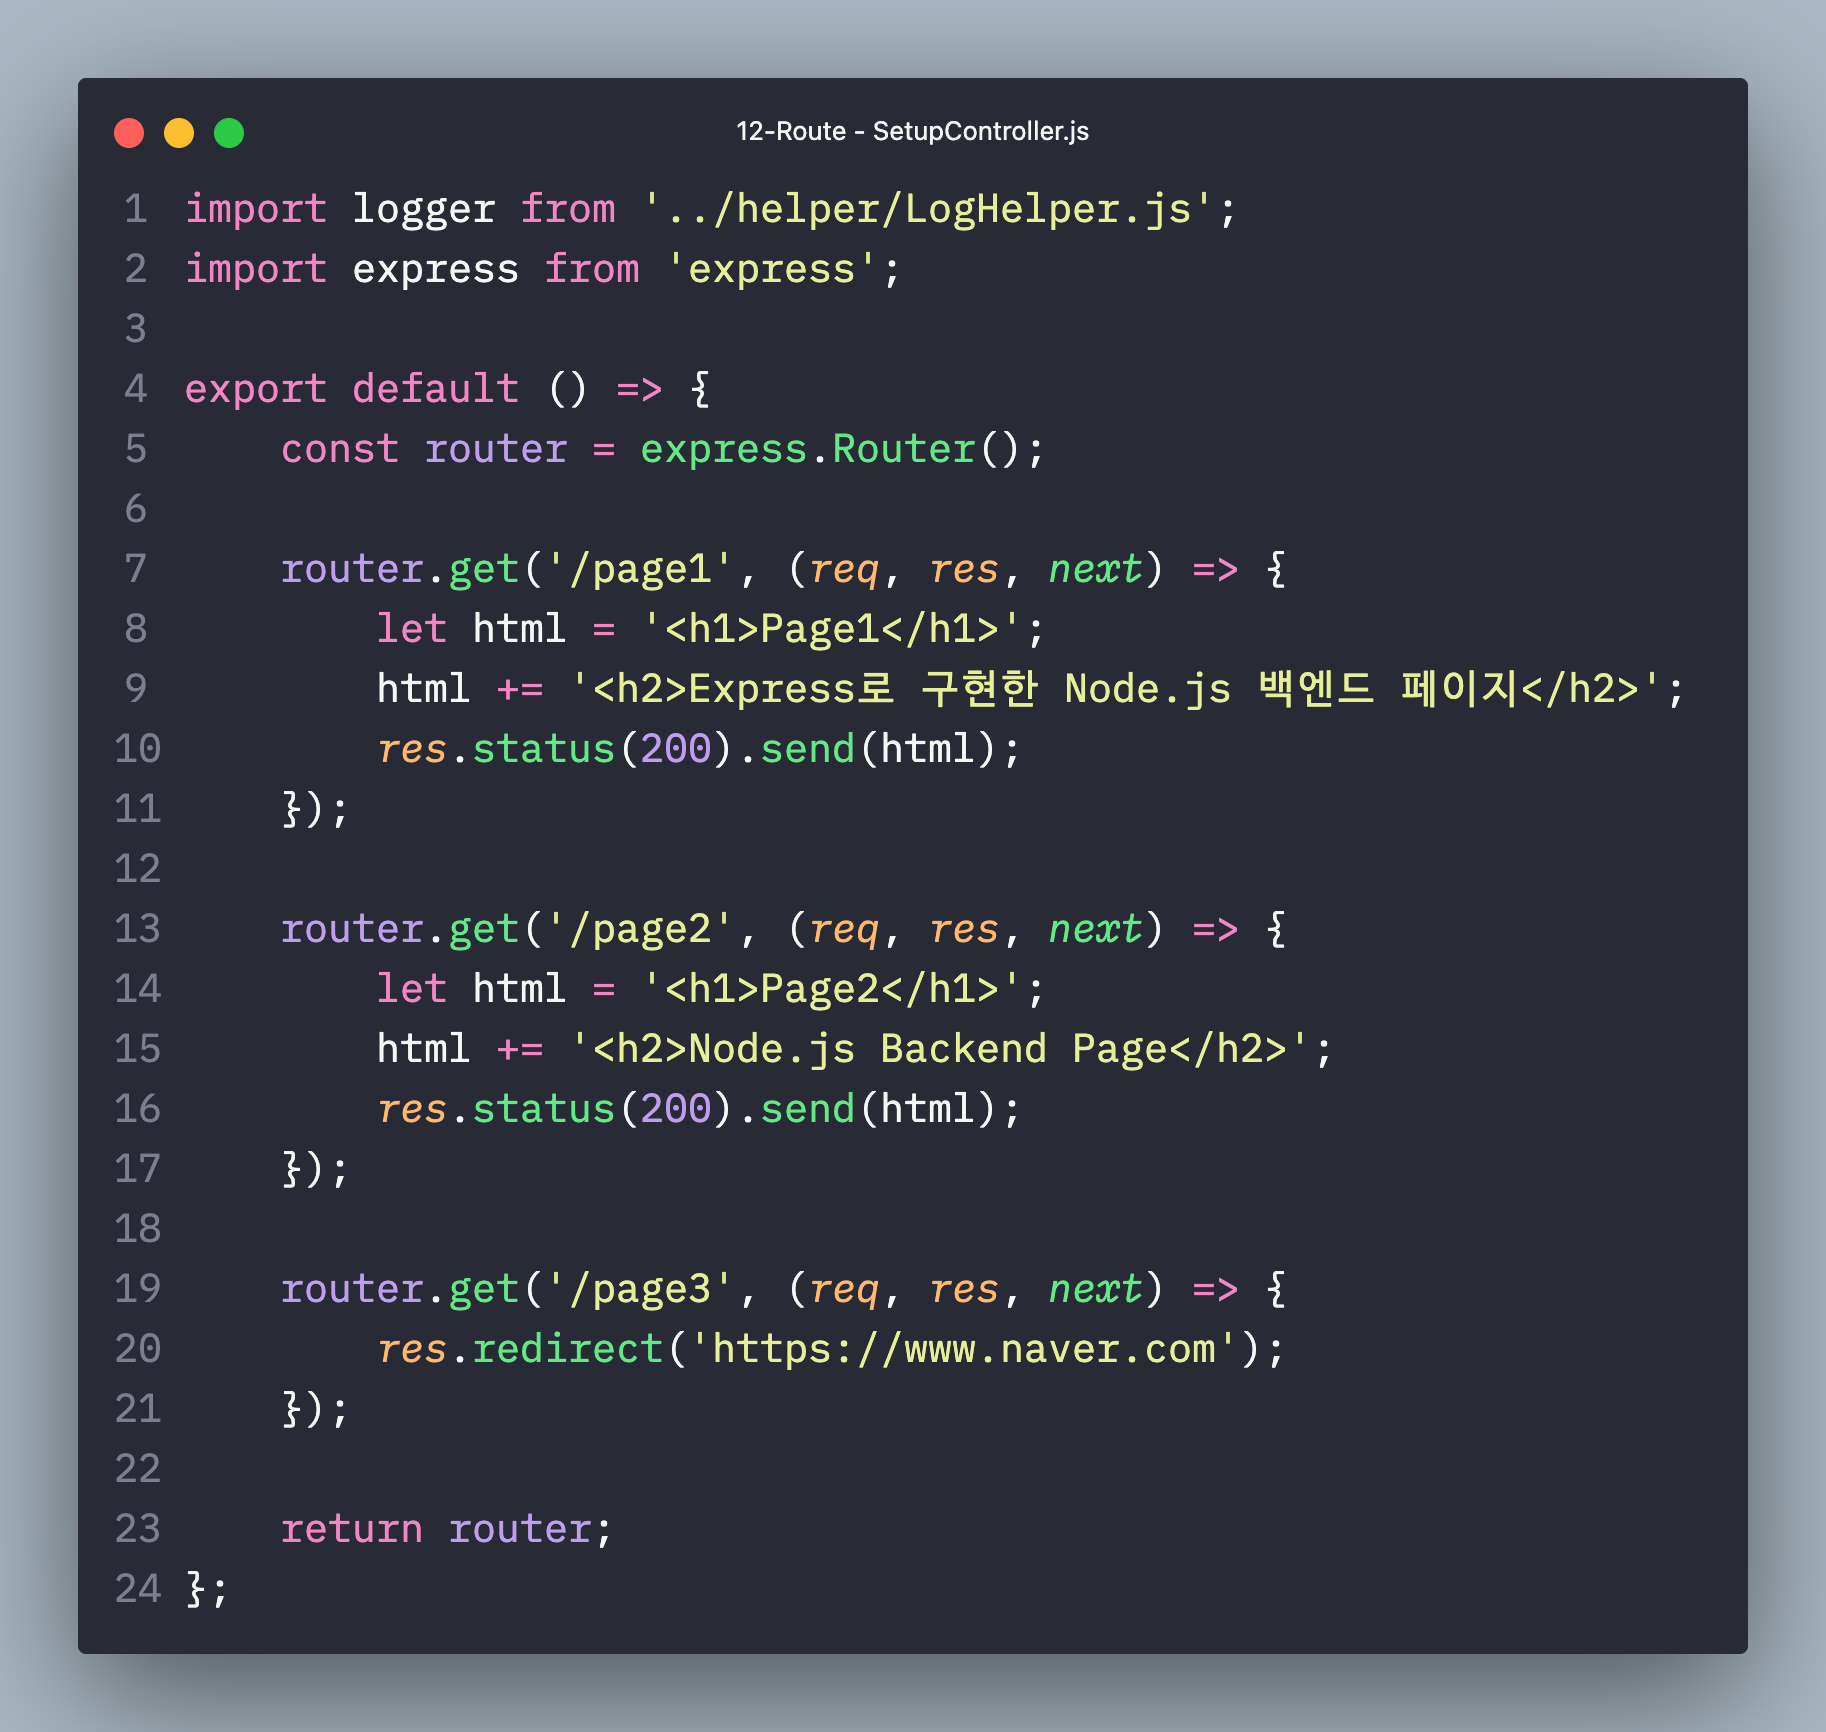 12-Route - SetupController.js
1 import logger from '../helper/LogHelper.js';
2 import express from 'express';
3
4 export default () => {
5     const router = express.Router();
6
7     router.get('/page1', (req, res, next) => {
8         let html = '<h1>Page1</h1>';
9         html += '<h2>Express로 구현한 Node.js 백엔드 페이지</h2>';
10         res.status(200).send(html);
11     });
12
13     router.get('/page2', (req, res, next) => {
14         let html = '<h1>Page2</h1>';
15         html += '<h2>Node.js Backend Page</h2>';
16         res.status(200).send(html);
17     });
18
19     router.get('/page3', (req, res, next) => {
20         res.redirect('https://www.naver.com');
21     });
22
23     return router;
24 };